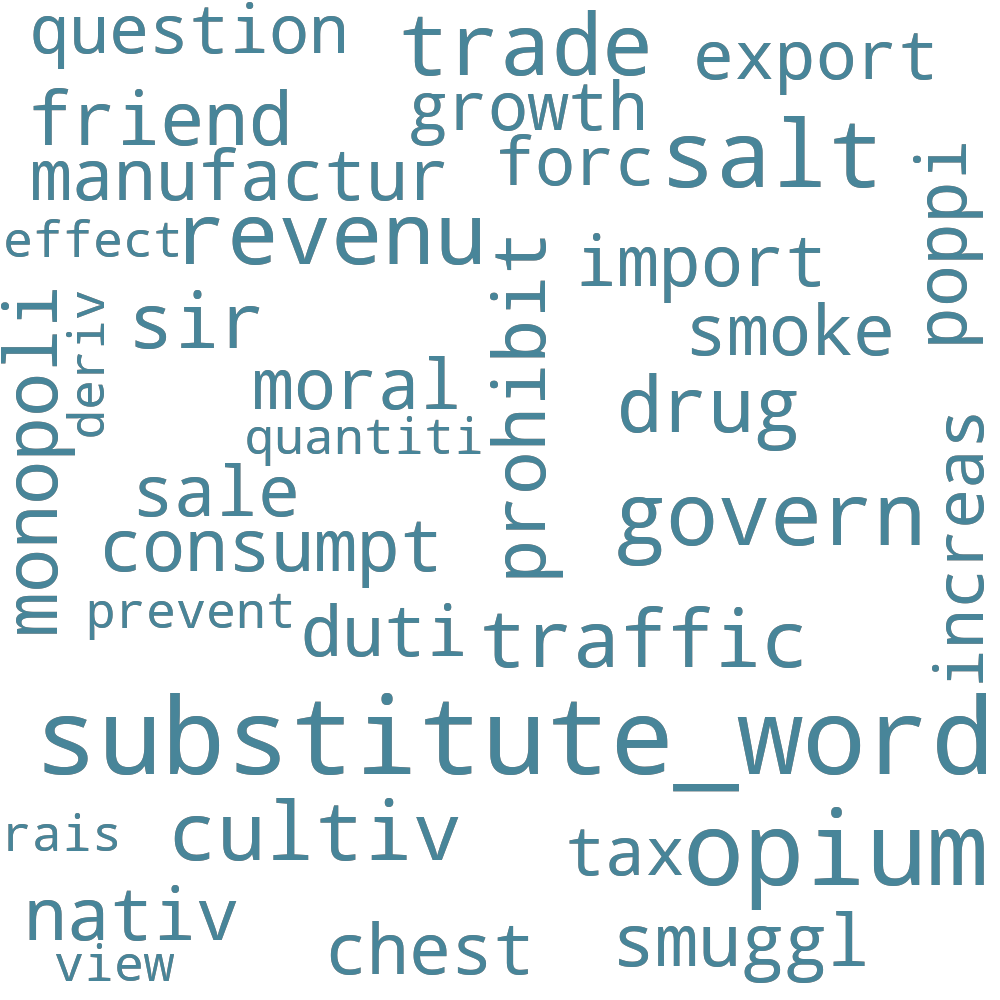 question
trade
export
friend
growth
manufactur
forc
salt
poppi
effect
revenu
prohibit
import
monopoli
deriv
sir
smoke
moral
drug
quantiti
increas
sale
govern
consumpt
prevent
duti
traffic
substitute_word
rais
cultiv
tax
opium
nativ
view
chest
smuggl